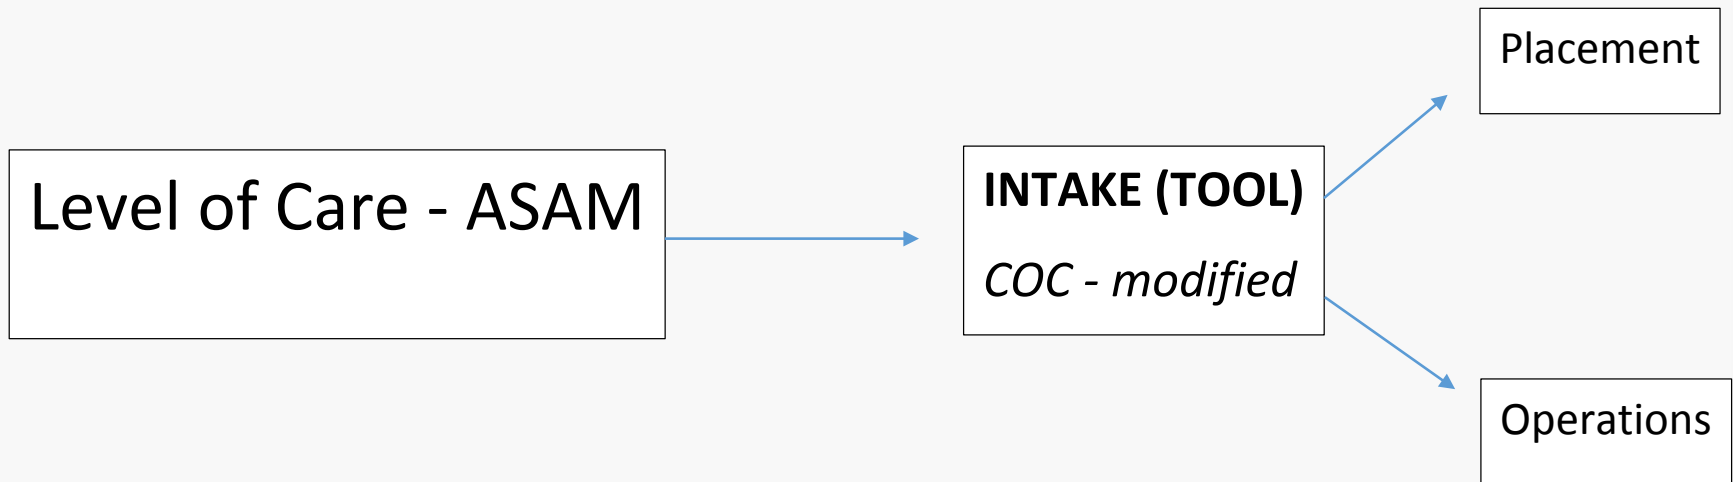 Level of Care - ASAM
INTAKE (TOOL)
COC - modified
Placement
Operations